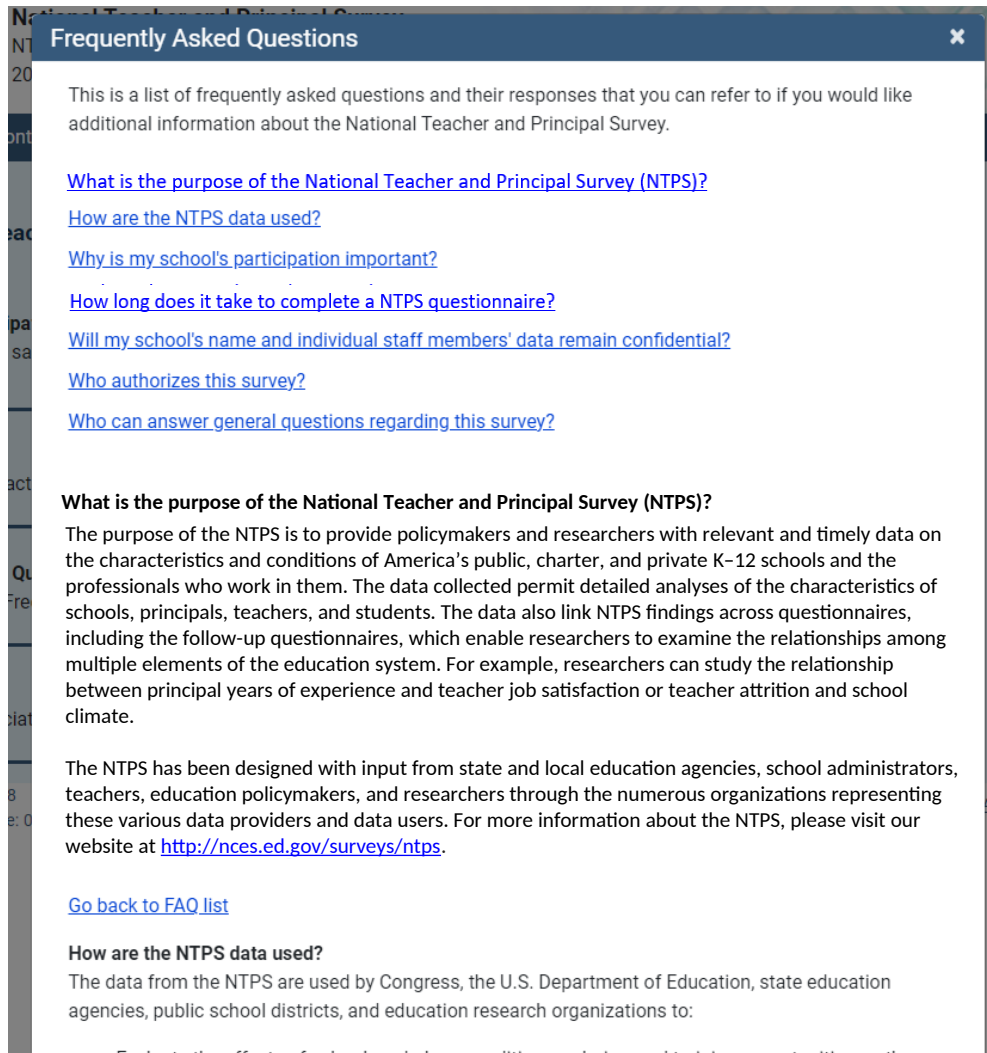 Frequently Asked Questions
This is a list of frequently asked questions and their responses that you can refer to if you would like
additional information about the National Teacher and Principal Survey.
What is the purpose of the National Teacher and Principal Survey (NTPS)?
How are the NTPS data used?
Why is my school's participation important?
How long does it take to complete a NTPS questionnaire?
Will my school's name and individual staff members' data remain confidential?
Who authorizes this survey?
Who can answer general questions regarding this survey?
What is the purpose of the National Teacher and Principal Survey (NTPS)?
The purpose of the NTPS is to provide policymakers and researchers with relevant and timely data on
the characteristics and conditions of America’s public, charter, and private K–12 schools and the
professionals who work in them. The data collected permit detailed analyses of the characteristics of
schools, principals, teachers, and students. The data also link NTPS findings across questionnaires,
including the follow-up questionnaires, which enable researchers to examine the relationships among
multiple elements of the education system. For example, researchers can study the relationship
between principal years of experience and teacher job satisfaction or teacher attrition and school
climate.
The NTPS has been designed with input from state and local education agencies, school administrators,
teachers, education policymakers, and researchers through the numerous organizations representing
these various data providers and data users. For more information about the NTPS, please visit our
website at http://nces.ed.gov/surveys/ntps.
Go back to FAQ list
How are the NTPS data used?
The data from the NTPS are used by Congress, the U.S. Department of Education, state education
agencies, public school districts, and education research organizations to: